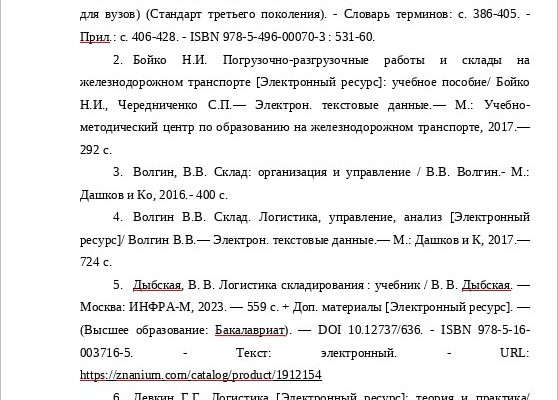 для вузов) (Стандарт третьего поколения). - Словарь терминов: с. 386-405. -
Прил.: с. 406-428. - ISBN 978-5-496-00070-3 : 531-60.
2. Бойко Н.И. Погрузочно-разгрузочные работы и склады на
железнодорожном транспорте [Электронный ресурс]: учебное пособие/ Бойко
Н.И., Чередниченко С.П.— Электрон. текстовые данные.— М.: Учебно-
методический центр по образованию на железнодорожном транспорте, 2017.—
292 c.
3. Волгин, В.В. Склад: организация и управление / В.В. Волгин.- М.:
Дашков и Ко, 2016.- 400 c.
4. Волгин В.В. Склад. Логистика, управление, анализ [Электронный
ресурс]/ Волгин В.В.— Электрон. текстовые данные.— М.: Дашков и К, 2017.—
724 c.
5. Дыбская, В. В. Логистика складирования : учебник / В. В. Дыбская. —
Москва: ИНФРА-М, 2023. — 559 с. + Доп. материалы [Электронный ресурс]. —
(Высшее образование: Бакалавриат). — DOI 10.12737/636. - ISBN 978-5-16-
003716-5. - Текст: электронный. - URL:
https://znanium.com/catalog/product/1912154
6. Левкин Г.Г. Логистика [Электронный ресурс]: теория и практика/